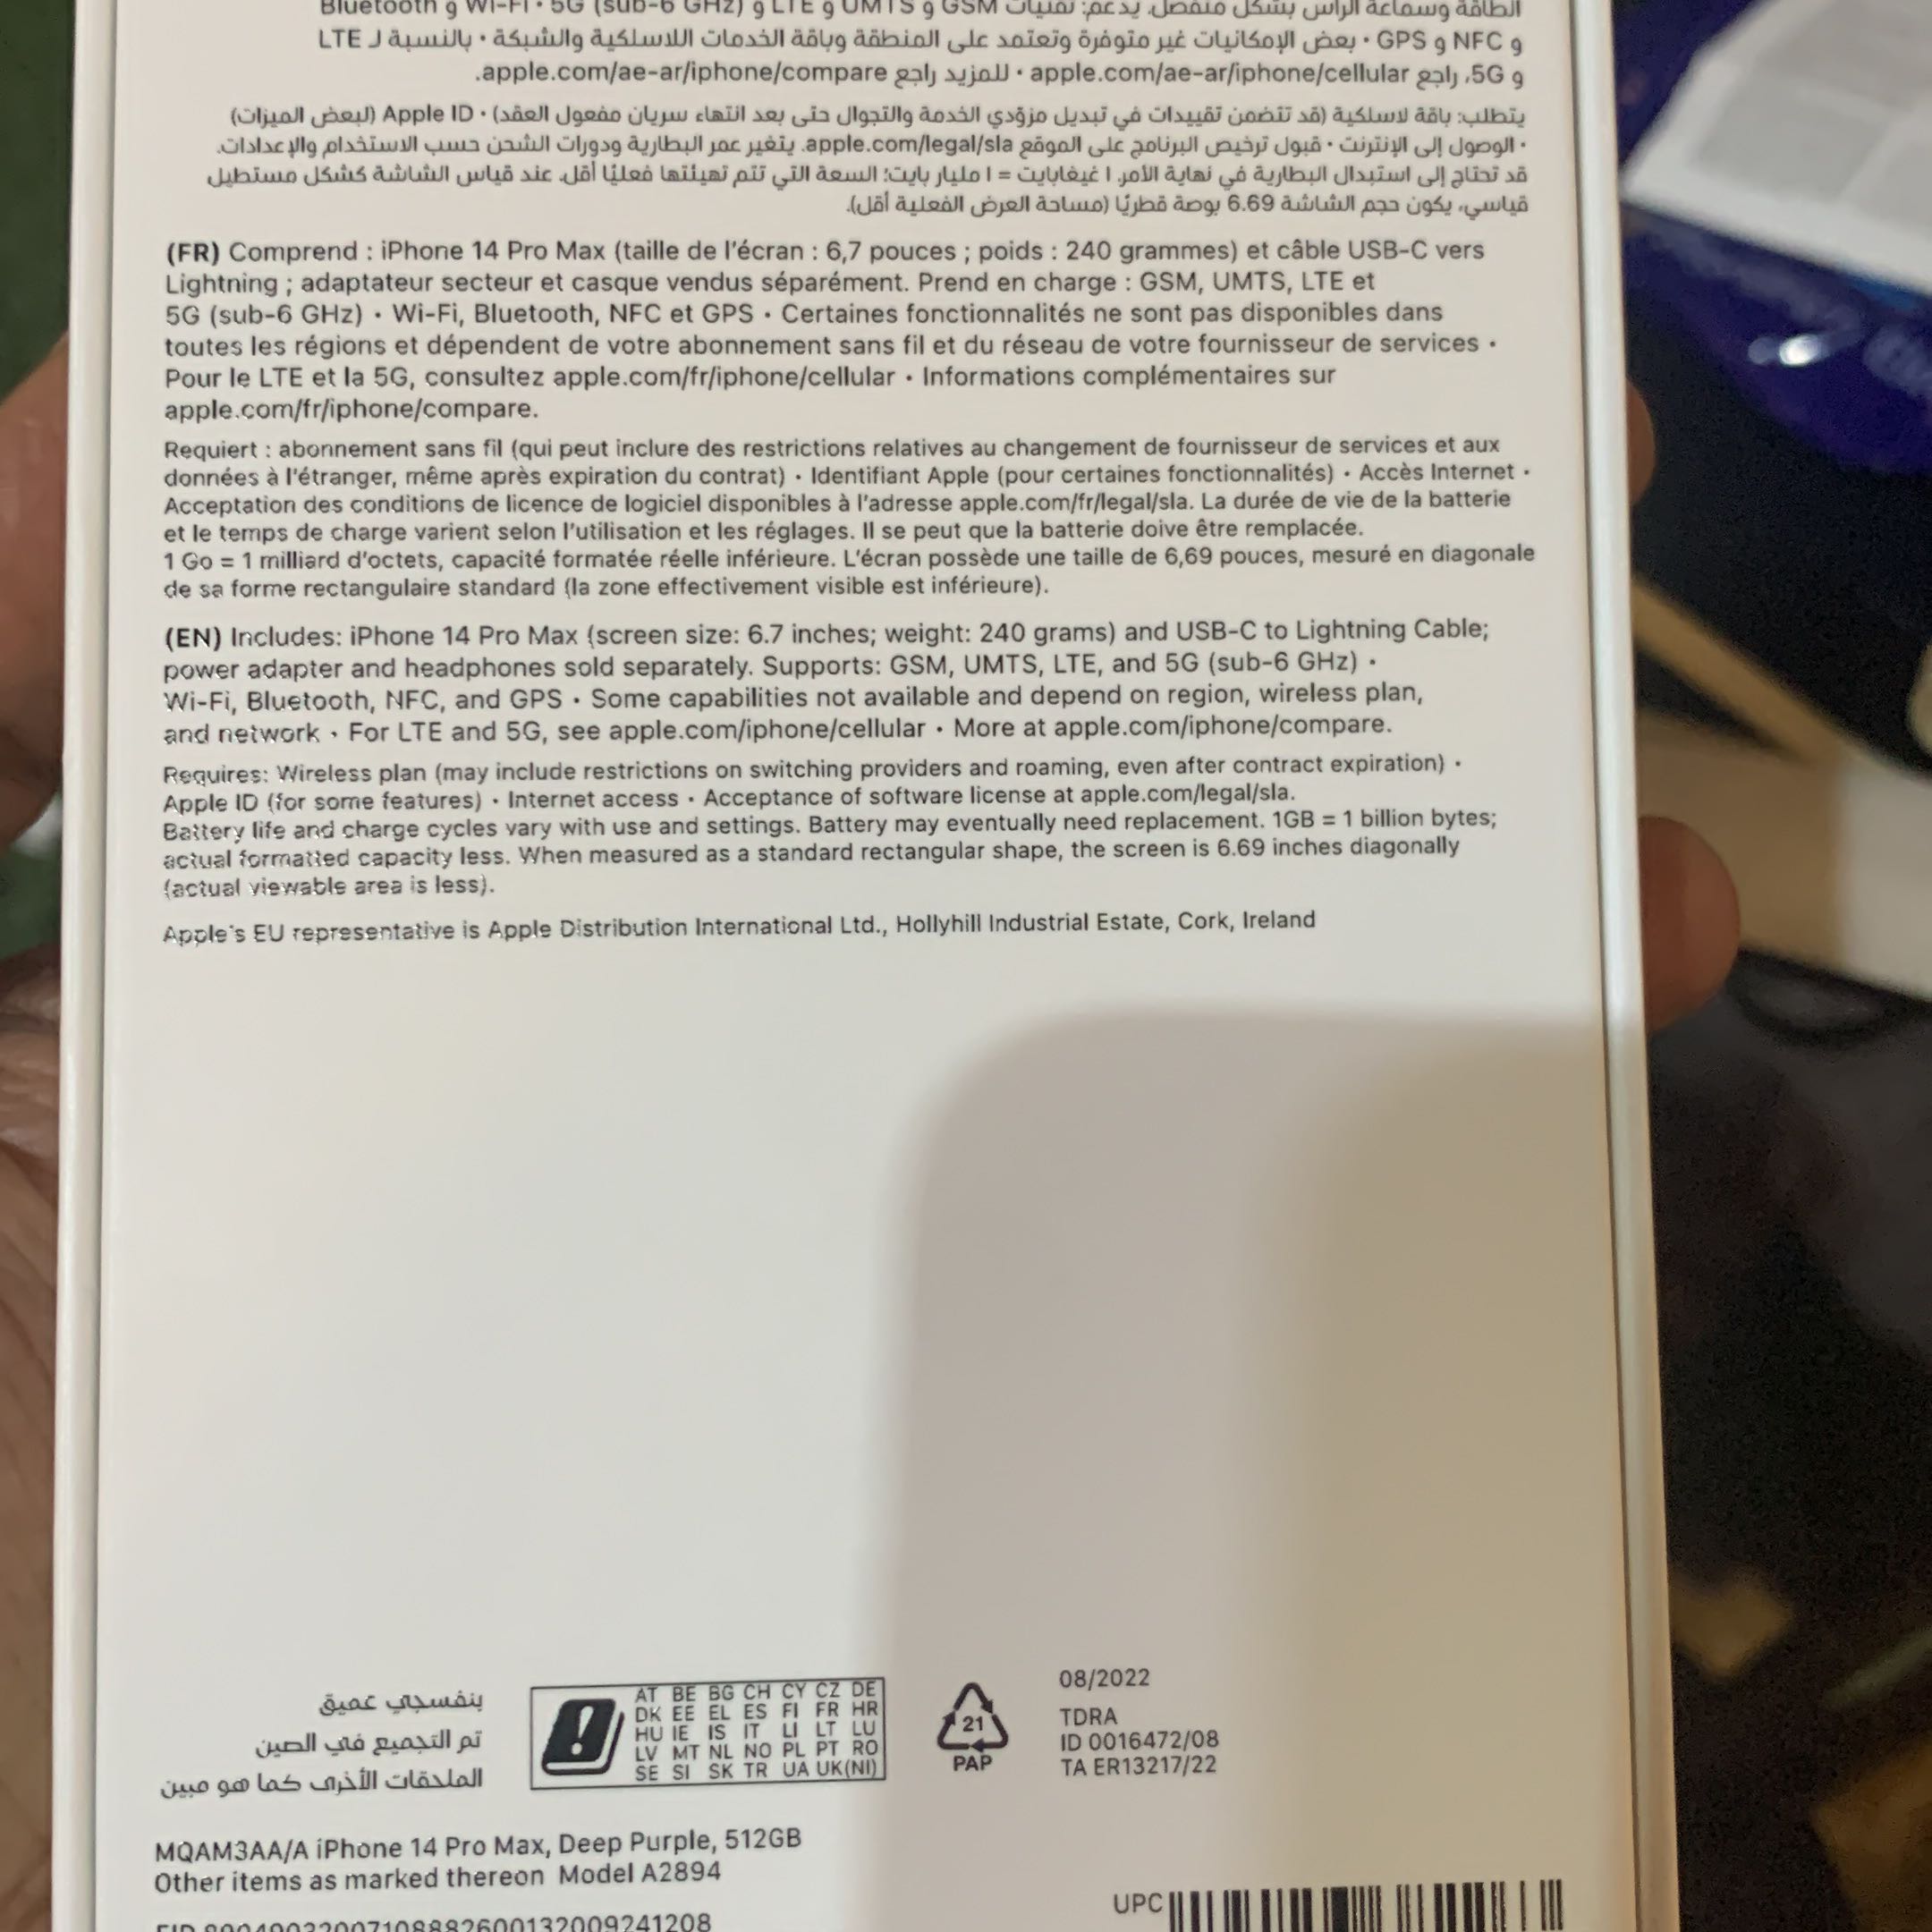 الطاقة وسماعة الرأس بشكل منفصل. يدعم: تقنيات GSM و UMTS و LTE و 5G (sub-6 GHz) • Wi-Fi و Bluetooth
و NFC و GPS • بعض الإمكانيات غير متوفرة وتعتمد على المنطقة وباقة الخدمات اللاسلكية والشبكة • بالنسبة لـ LTE
و 5G، راجع apple.com/ae-ar/iphone/cellular • للمزيد راجع apple.com/ae-ar/iphone/compare.
يتطلب: باقة لاسلكية (قد تتضمن تقييدات في تبديل مزوّدي الخدمة والتجوال حتى بعد انتهاء سريان مفعول العقد) • Apple ID (لبعض الميزات)
• الوصول إلى الإنترنت • قبول ترخيص البرنامج على الموقع apple.com/legal/sla. يتغير عمر البطارية ودورات الشحن حسب الاستخدام والإعدادات.
قد تحتاج إلى استبدال البطارية في نهاية الأمر. ١ غيغابايت = ١ مليار بايت؛ السعة التي تتم تهيئتها فعليًا أقل. عند قياس الشاشة كشكل مستطيل
قياسي، يكون حجم الشاشة 6.69 بوصة قطريًا (مساحة العرض الفعلية أقل).
(FR) Comprend : iPhone 14 Pro Max (taille de l'écran : 6,7 pouces ; poids : 240 grammes) et câble USB-C vers
Lightning ; adaptateur secteur et casque vendus séparément. Prend en charge : GSM, UMTS, LTE et
5G (sub-6 GHz) • Wi-Fi, Bluetooth, NFC et GPS • Certaines fonctionnalités ne sont pas disponibles dans
toutes les régions et dépendent de votre abonnement sans fil et du réseau de votre fournisseur de services •
Pour le LTE et la 5G, consultez apple.com/fr/iphone/cellular • Informations complémentaires sur
apple.com/fr/iphone/compare.
Requiert : abonnement sans fil (qui peut inclure des restrictions relatives au changement de fournisseur de services et aux
données à l'étranger, même après expiration du contrat) • Identifiant Apple (pour certaines fonctionnalités) • Accès Internet •
Acceptation des conditions de licence de logiciel disponibles à l'adresse apple.com/fr/legal/sla. La durée de vie de la batterie
et le temps de charge varient selon l'utilisation et les réglages. Il se peut que la batterie doive être remplacée.
1 Go = 1 milliard d'octets, capacité formatée réelle inférieure. L'écran possède une taille de 6,69 pouces, mesuré en diagonale
de sa forme rectangulaire standard (la zone effectivement visible est inférieure).
(EN) Includes: iPhone 14 Pro Max (screen size: 6.7 inches; weight: 240 grams) and USB-C to Lightning Cable;
power adapter and headphones sold separately. Supports: GSM, UMTS, LTE, and 5G (sub-6 GHz) •
Wi-Fi, Bluetooth, NFC, and GPS • Some capabilities not available and depend on region, wireless plan,
and network • For LTE and 5G, see apple.com/iphone/cellular • More at apple.com/iphone/compare.
Requires: Wireless plan (may include restrictions on switching providers and roaming, even after contract expiration) •
Apple ID (for some features) • Internet access • Acceptance of software license at apple.com/legal/sla.
Battery life and charge cycles vary with use and settings. Battery may eventually need replacement. 1GB = 1 billion bytes;
actual formatted capacity less. When measured as a standard rectangular shape, the screen is 6.69 inches diagonally
(actual viewable area is less).
Apple's EU representative is Apple Distribution International Ltd., Hollyhill Industrial Estate, Cork, Ireland
بنفسجي عميق
تم التجميع في الصين
الملحقات الأخرى كما هو مبين
AT BE BG CH CY CZ DE
DK EE EL ES FI FR HR
HU IE IS IT LI LT LU
LV MT NL NO PL PT RO
SE SI SK TR UA UK(NI)
21
PAP
08/2022
TDRA
ID 0016472/08
TA ER13217/22
MQAM3AA/A iPhone 14 Pro Max, Deep Purple, 512GB
Other items as marked thereon Model A2894
EID 89049032007108882600132009241208
UPC